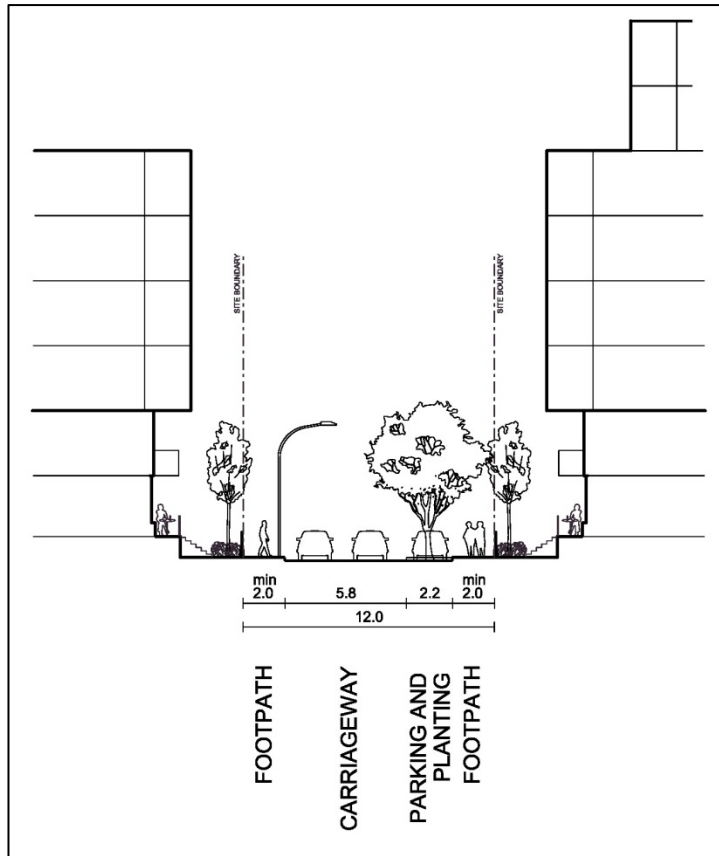 SITE BOUNDARY
SITE BOUNDARY
min
2.0
5.8
2.2
min
2.0
12.0
FOOTPATH
CARRIAGEWAY
PARKING AND
PLANTING
FOOTPATH